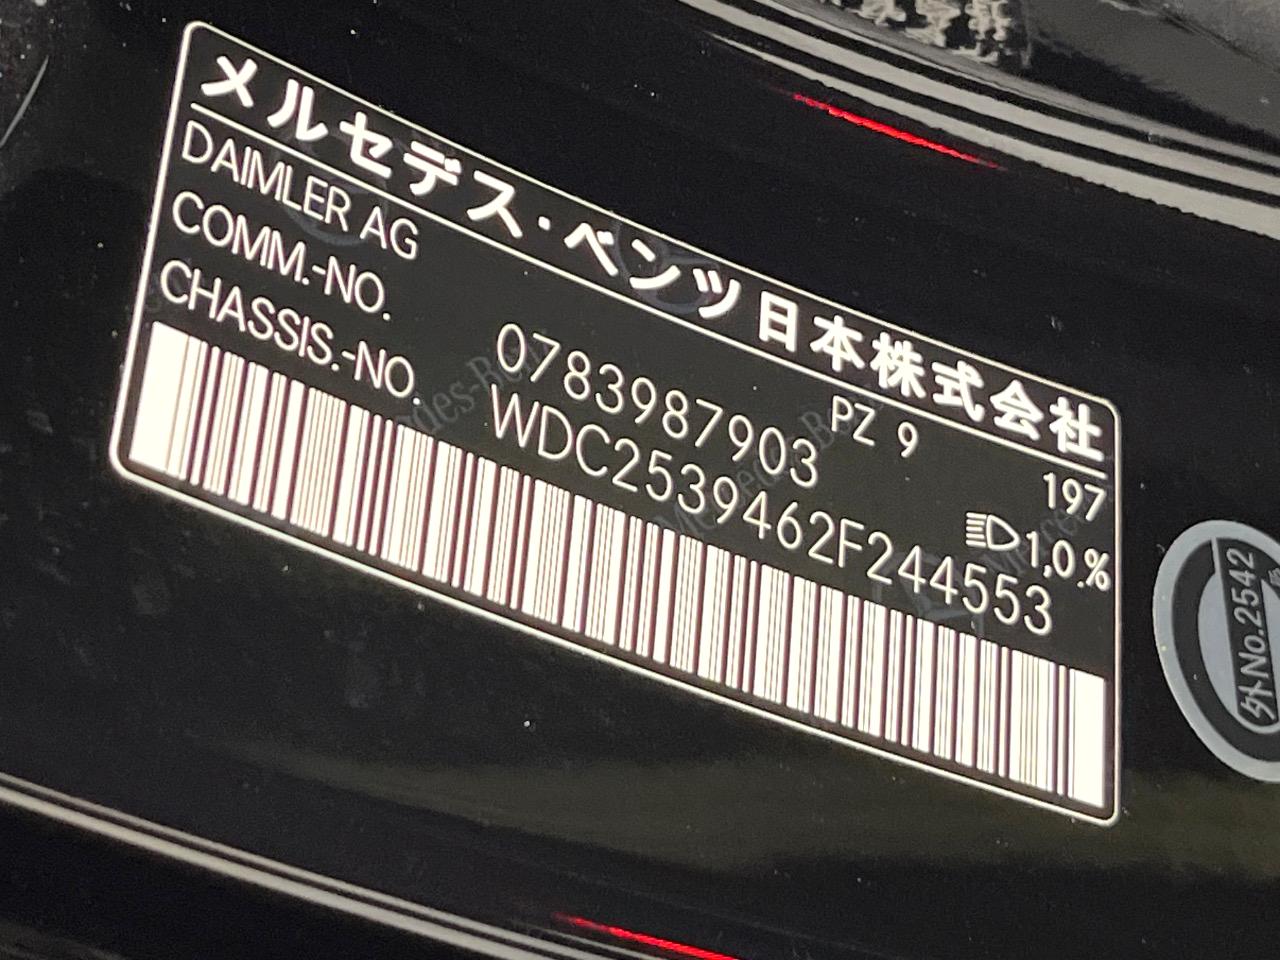 メルセデス・ベンツ日本株式会社
DAIMLER AG
PZ 9
197
COMM.-NO. 0783987903
1,0%
CHASSIS.-NO. WDC2539462F244553
外No.2542